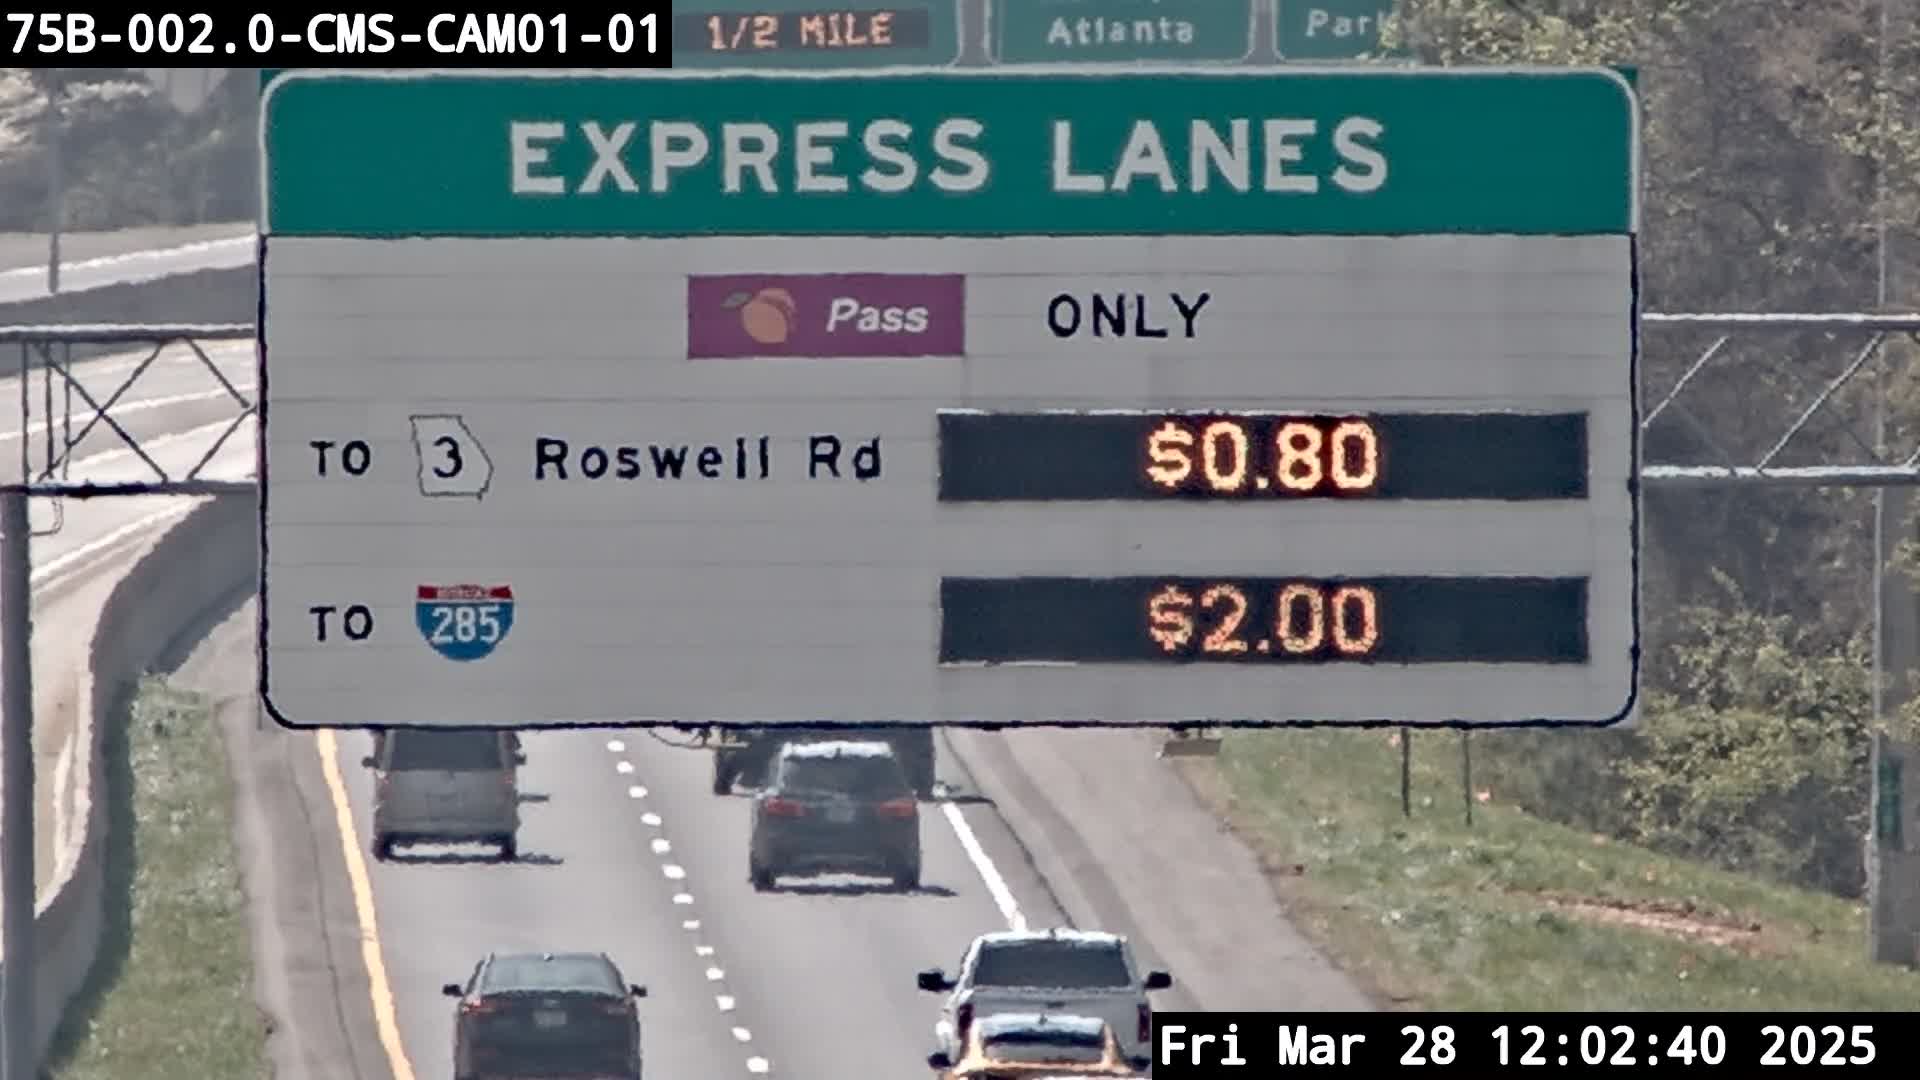 75B-002.0-CMS-CAM01-01
1/2 MILE
Atlanta
EXPRESS LANES
Pass ONLY
TO 3 Roswell Rd $0.80
TO 285 $2.00
Fri Mar 28 12:02:40 2025